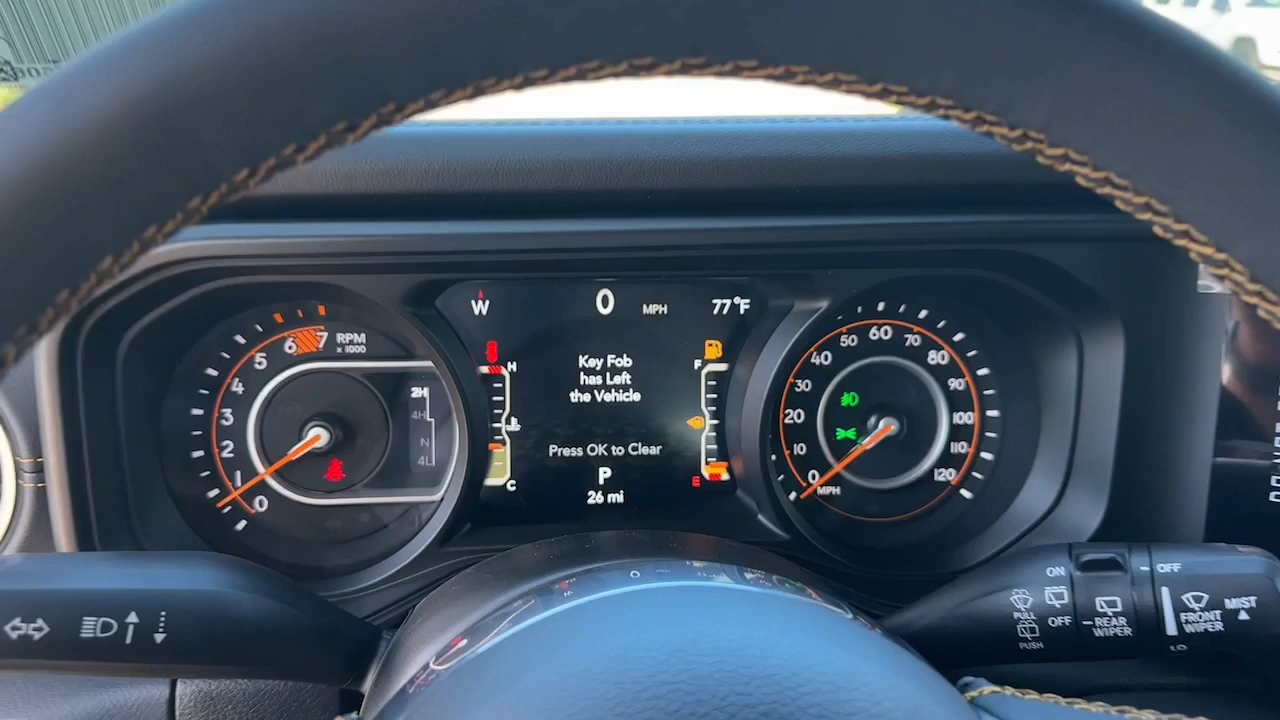 W
0 MPH
77°F
Key Fob
has Left
the Vehicle
Press OK to Clear
P
26 mi
H
C
F
E
0
1
2
3
4
5
6
7
RPM
x 1000
2H
4H
N
4L
0
10
20
30
40
50
60
70
80
90
100
110
120
MPH
ON
OFF
PULL
PUSH
REAR
WIPER
OFF
FRONT
WIPER
MIST
LO